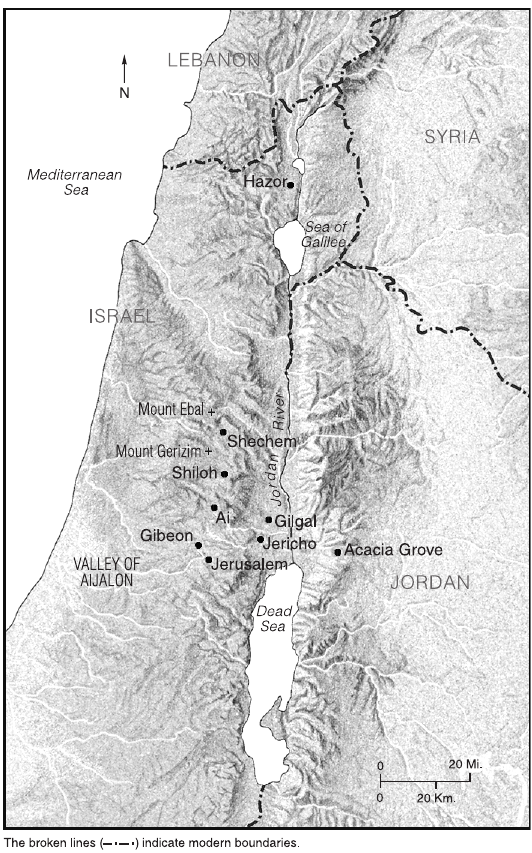 LEBANON
N
SYRIA
Mediterranean
Sea
Hazor
Sea of
Galilee
ISRAEL
Jordan River
Mount Ebal +
Shechem
Mount Gerizim +
Shiloh
Ai
Gilgal
Gibeon
Jericho
Acacia Grove
VALLEY OF
AIJALON
Jerusalem
JORDAN
Dead
Sea
0 20 Mi.
0 20 Km.
The broken lines (—·—·) indicate modern boundaries.